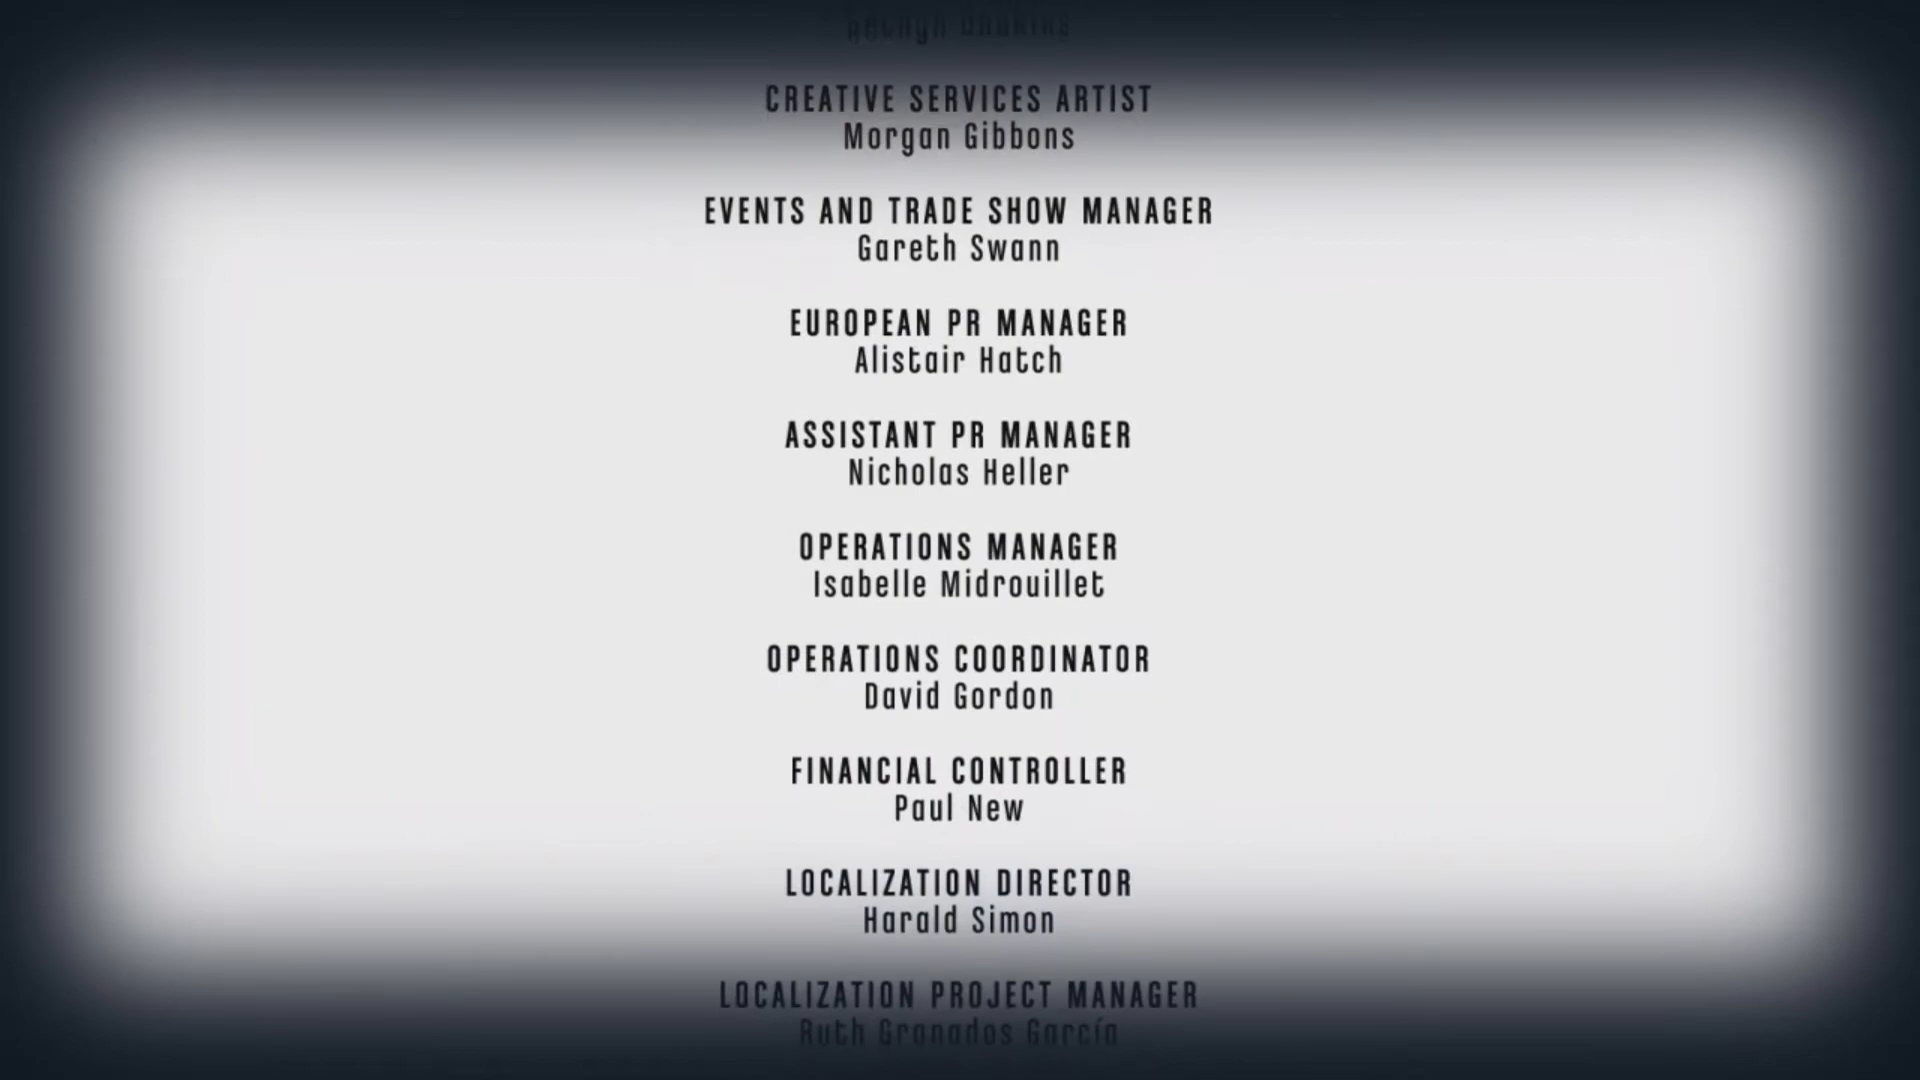 CREATIVE SERVICES ARTIST
Morgan Gibbons
EVENTS AND TRADE SHOW MANAGER
Gareth Swann
EUROPEAN PR MANAGER
Alistair Hatch
ASSISTANT PR MANAGER
Nicholas Heller
OPERATIONS MANAGER
Isabelle Midrouillet
OPERATIONS COORDINATOR
David Gordon
FINANCIAL CONTROLLER
Paul New
LOCALIZATION DIRECTOR
Harald Simon
LOCALIZATION PROJECT MANAGER
Ruth Granados García